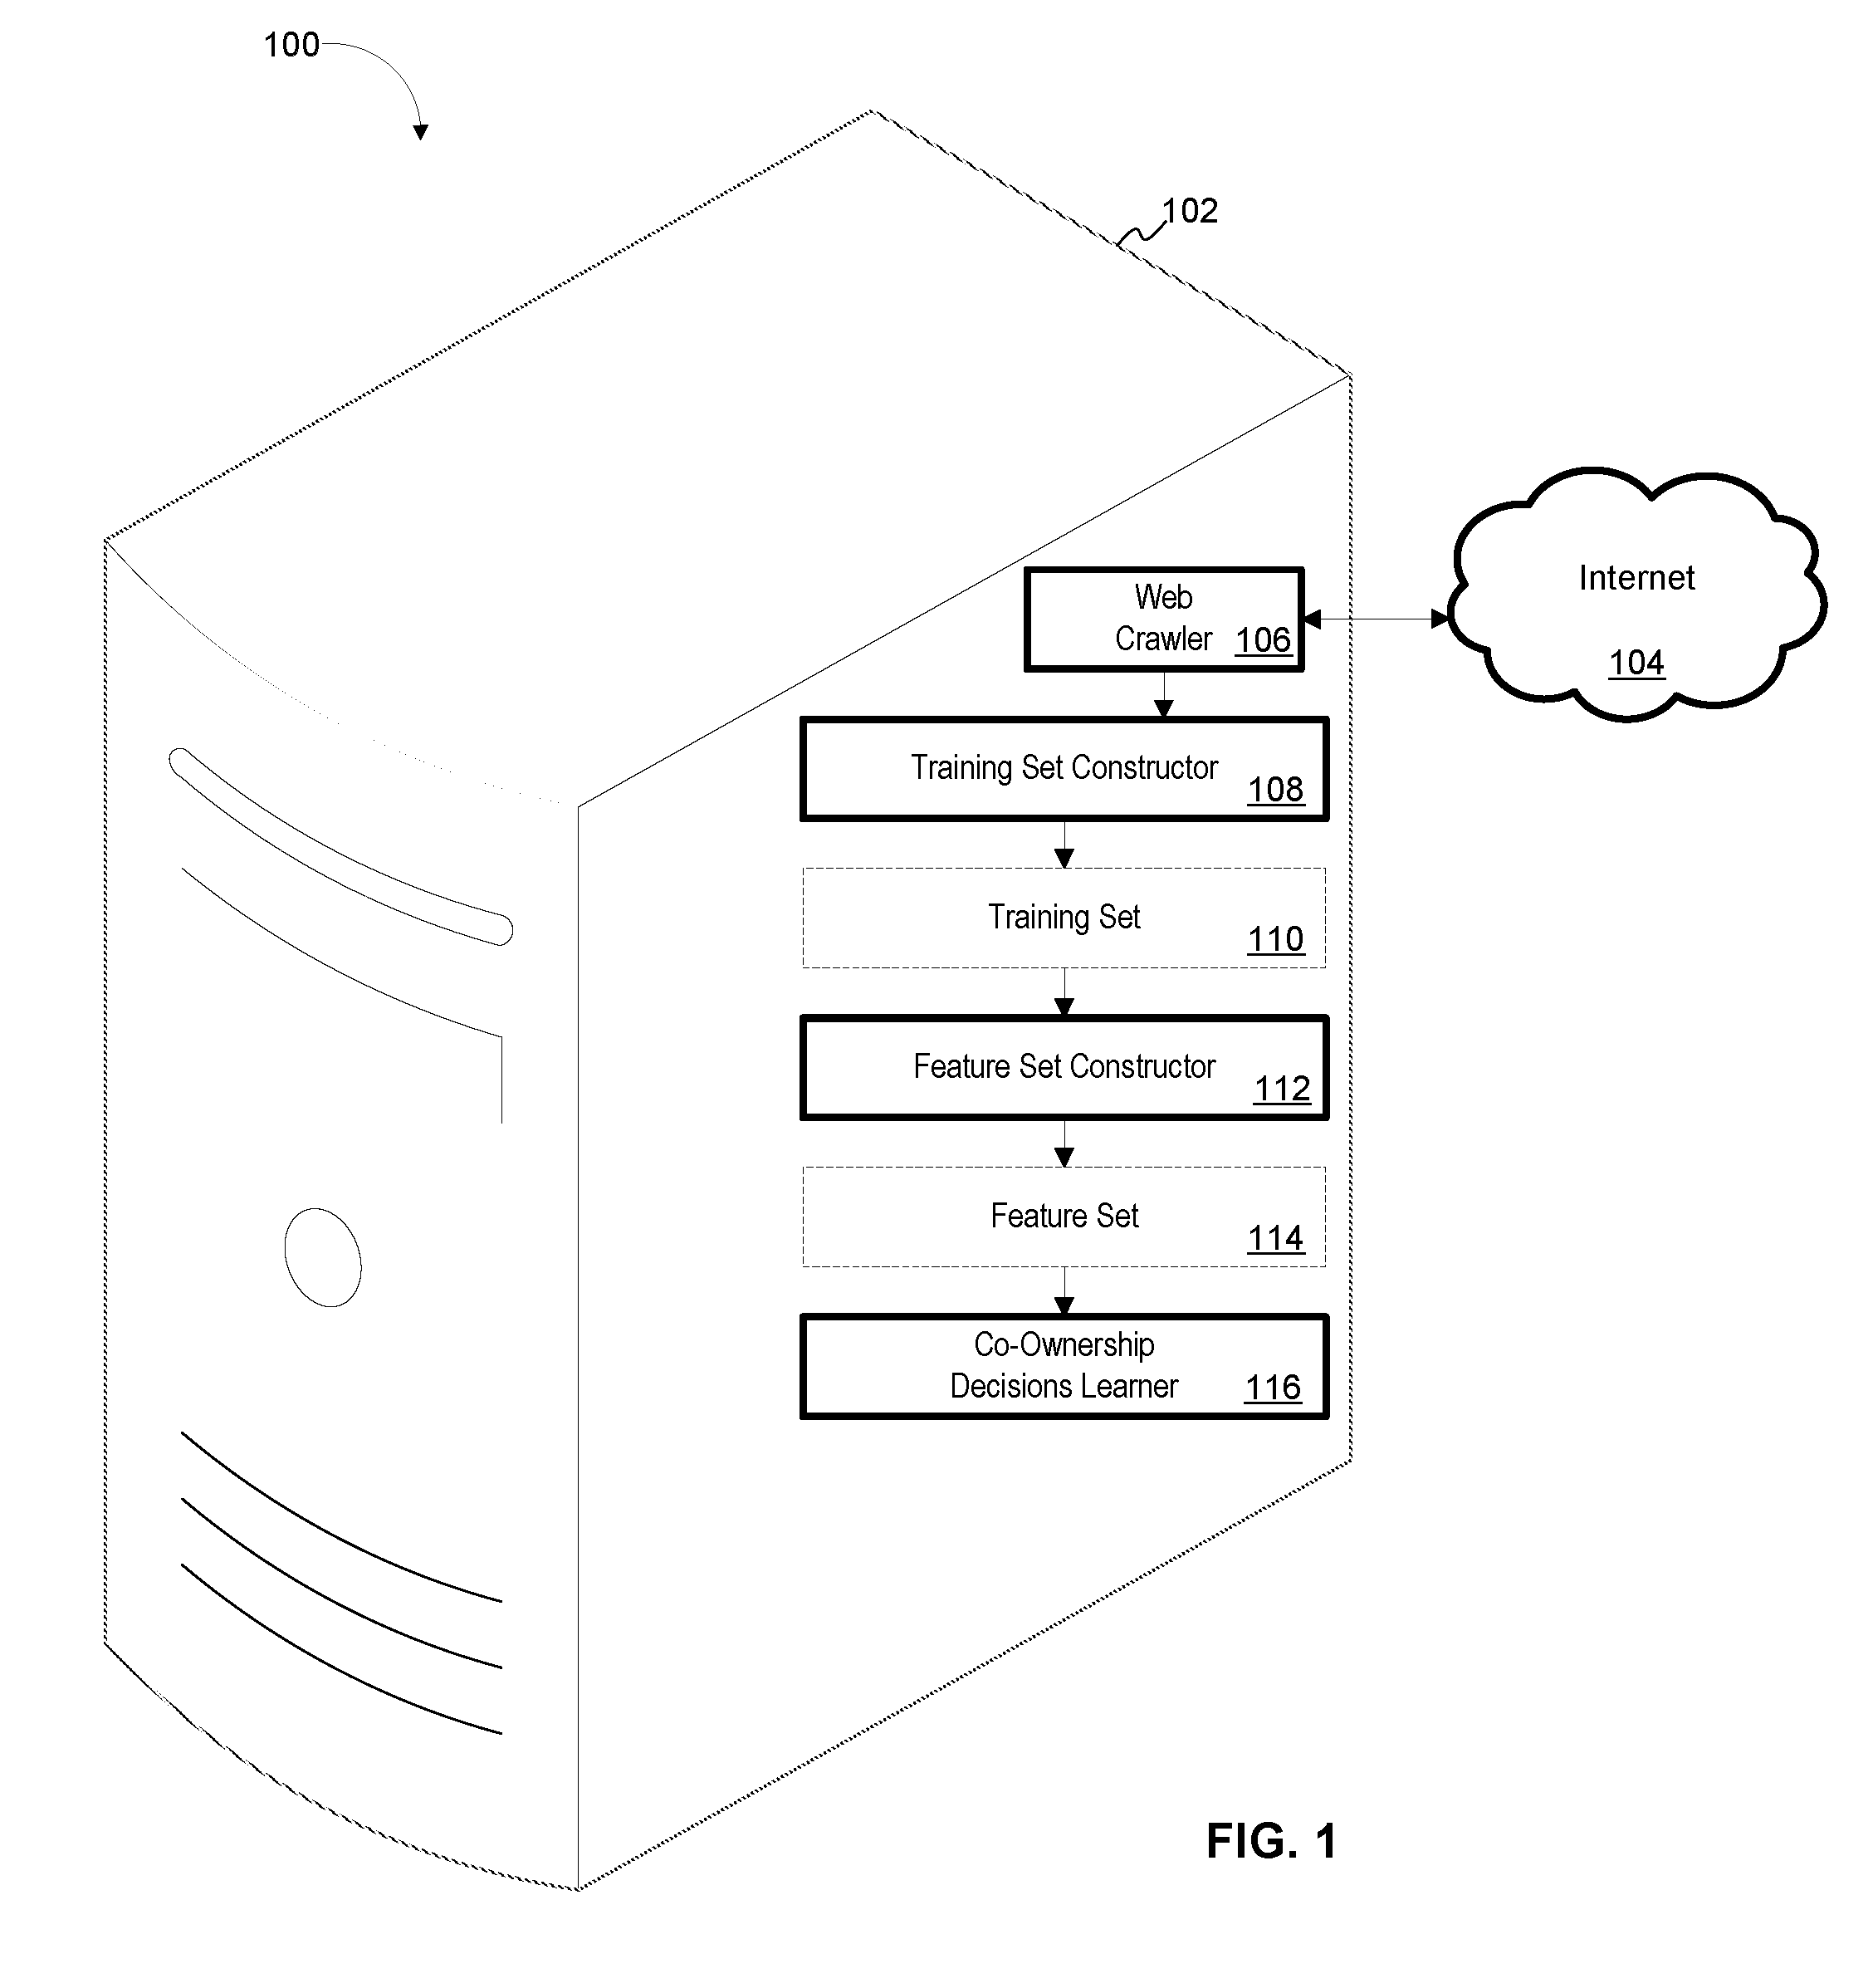 100
102
Web
Crawler 106
Internet
104
Training Set Constructor
108
Training Set
110
Feature Set Constructor
112
Feature Set
114
Co-Ownership
Decisions Learner 116
FIG. 1